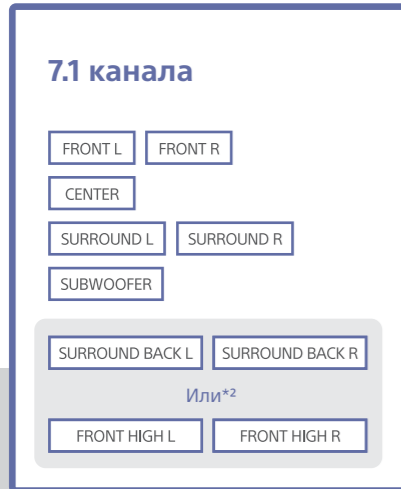 7.1 канала
FRONT L FRONT R
CENTER
SURROUND L SURROUND R
SUBWOOFER
SURROUND BACK L SURROUND BACK R
Или*²
FRONT HIGH L FRONT HIGH R